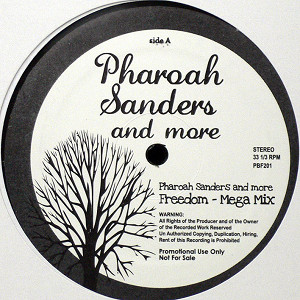 side A
Pharoah
Sanders
and more
STEREO
33 1/3 RPM
PBF201
Pharoah Sanders and more
Freedom - Mega Mix
WARNING:
All Rights of the Producer and of the Owner
of the Recorded Work Reserved
Un Authorized Copying, Duplication, Hiring,
Rent of this Recording is Prohibited
Promotional Use Only
Not For Sale